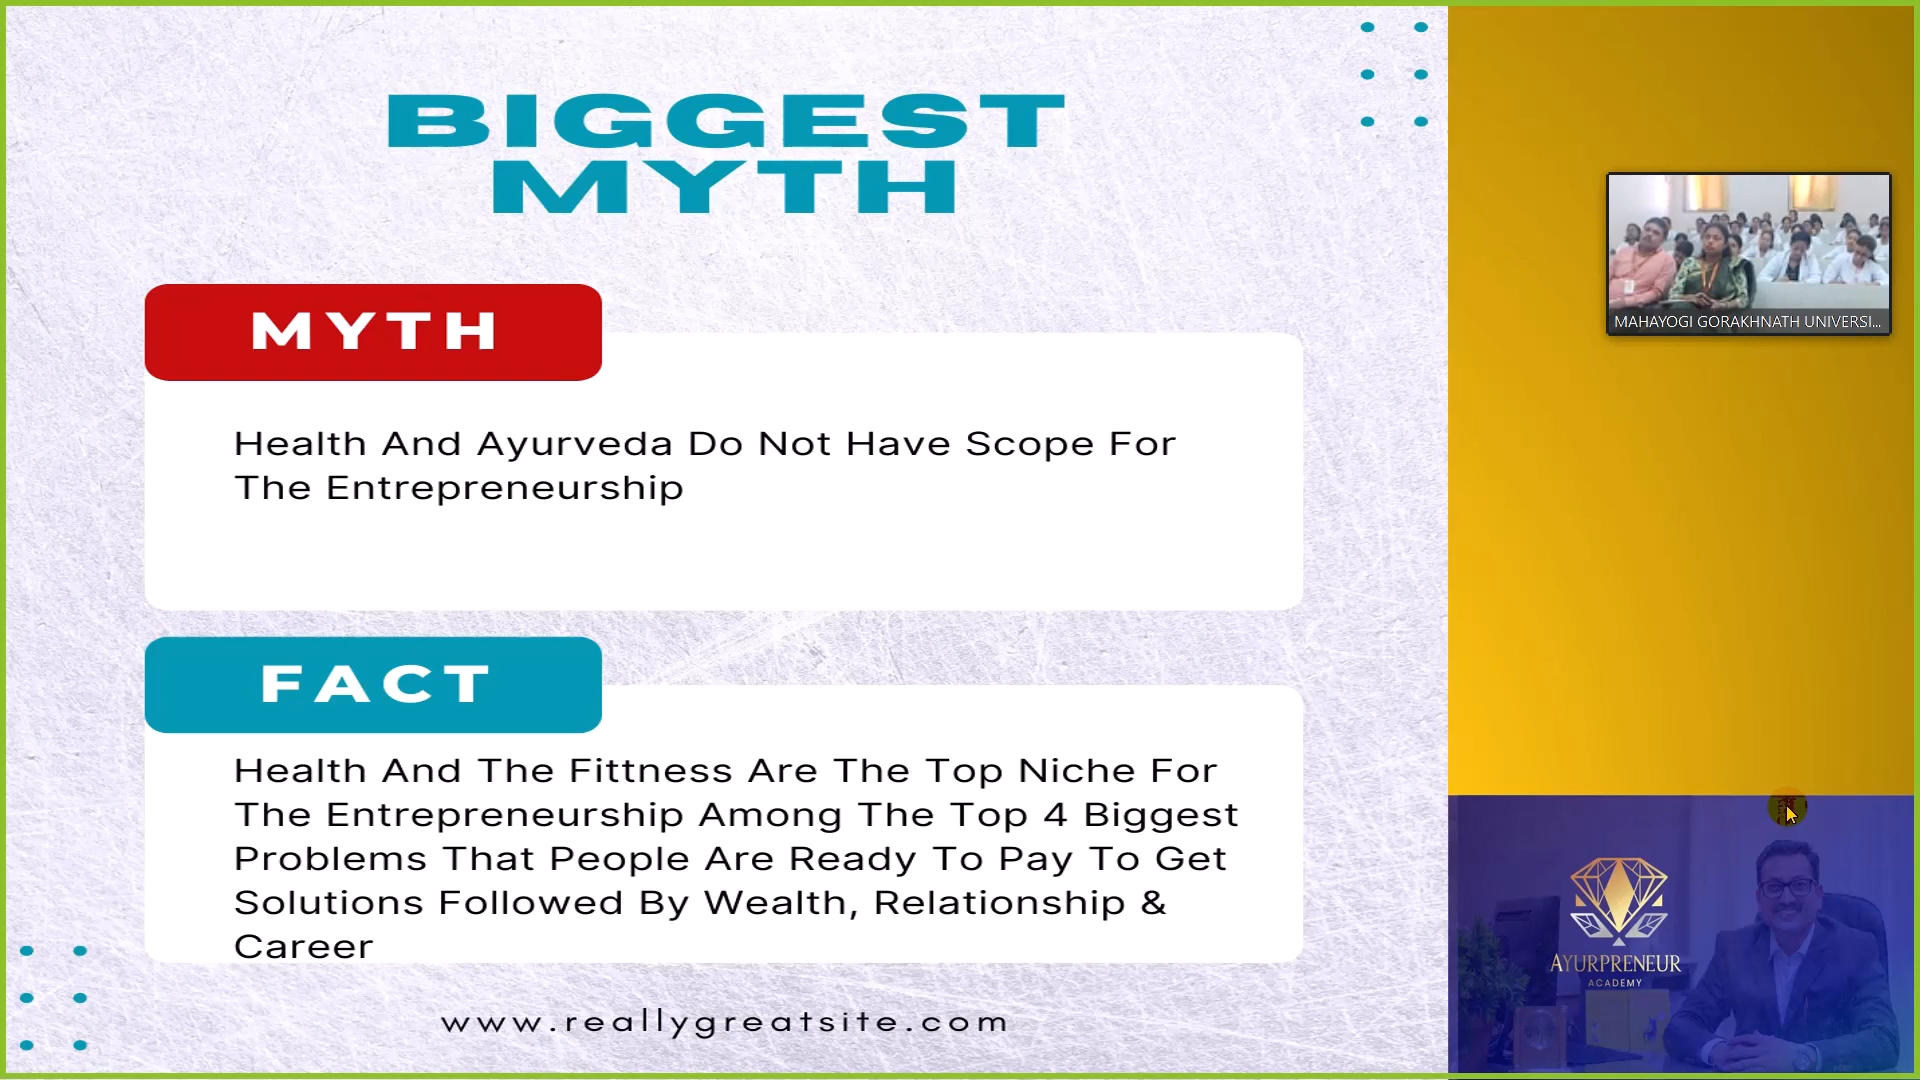 BIGGEST
MYTH
MYTH
Health And Ayurveda Do Not Have Scope For
The Entrepreneurship
FACT
Health And The Fittness Are The Top Niche For
The Entrepreneurship Among The Top 4 Biggest
Problems That People Are Ready To Pay To Get
Solutions Followed By Wealth, Relationship &
Career
www.reallygreatsite.com
MAHAYOGI GORAKHNATH UNIVERSI...
AYURPRENEUR
ACADEMY